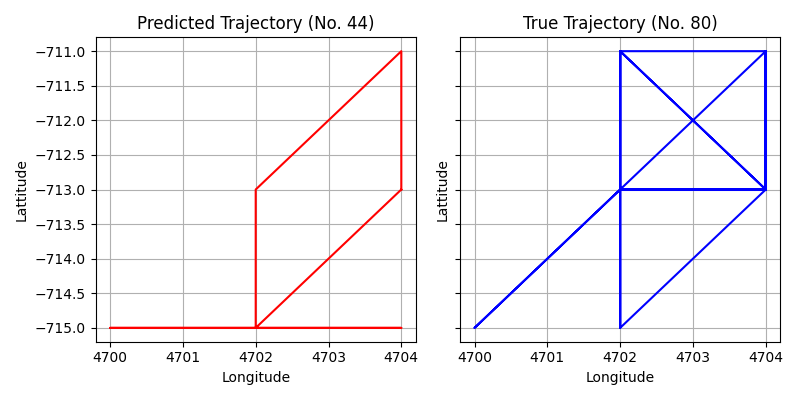 Predicted Trajectory (No. 44)
True Trajectory (No. 80)
−711.0
−711.5
−712.0
−712.5
−713.0
−713.5
−714.0
−714.5
−715.0
Lattitude
Lattitude
4700 4701 4702 4703 4704
4700 4701 4702 4703 4704
Longitude
Longitude